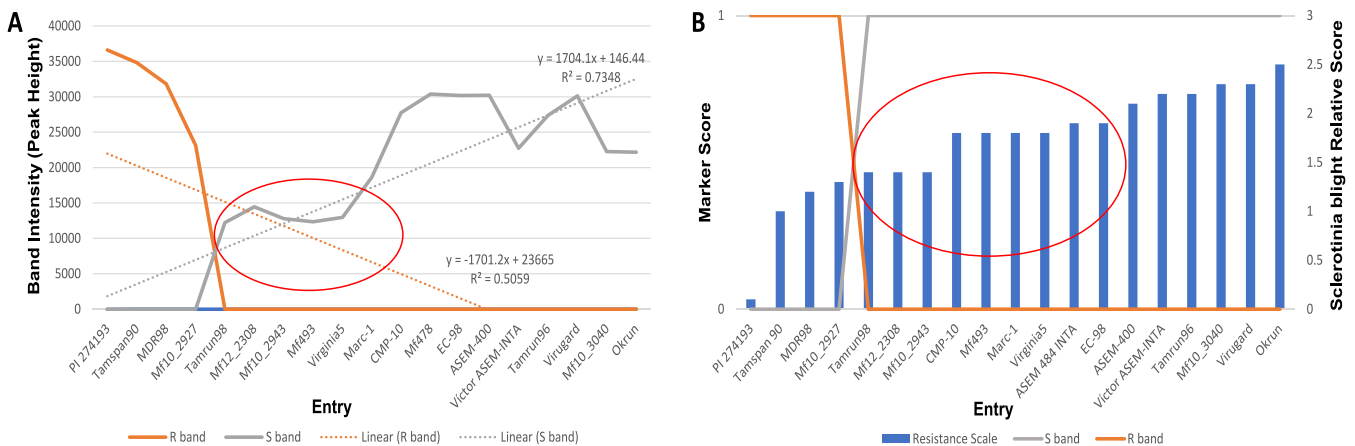 A
Band Intensity (Peak Height)
40000
35000
30000
25000
20000
15000
10000
5000
0
y = 1704.1x + 146.44
R² = 0.7348
y = -1701.2x + 23665
R² = 0.5059
PI 274193
Tamspan90
MDR98
Mf10_2927
Tamrun98
Mf12_2308
Mf10_2943
Mf493
Virginia5
Marc-1
CMP-10
Mf478
EC-98
ASEM-400
Victor ASEM-INTA
Tamrun96
Virugard
Mf10_3040
Okrun
Entry
R band
S band
Linear (R band)
Linear (S band)
B
Marker Score
1
0
3
2.5
2
1.5
1
0.5
0
Sclerotinia blight Relative Score
PI 274193
Tamspan 90
MDR98
Mf10_2927
Tamrun98
Mf12_2308
Mf10_2943
CMP-10
Mf493
Marc-1
Virginia5
ASEM 484 INTA
EC-98
ASEM-400
Victor ASEM-INTA
Tamrun96
Mf10_3040
Virugard
Okrun
Entry
Resistance Scale
S band
R band